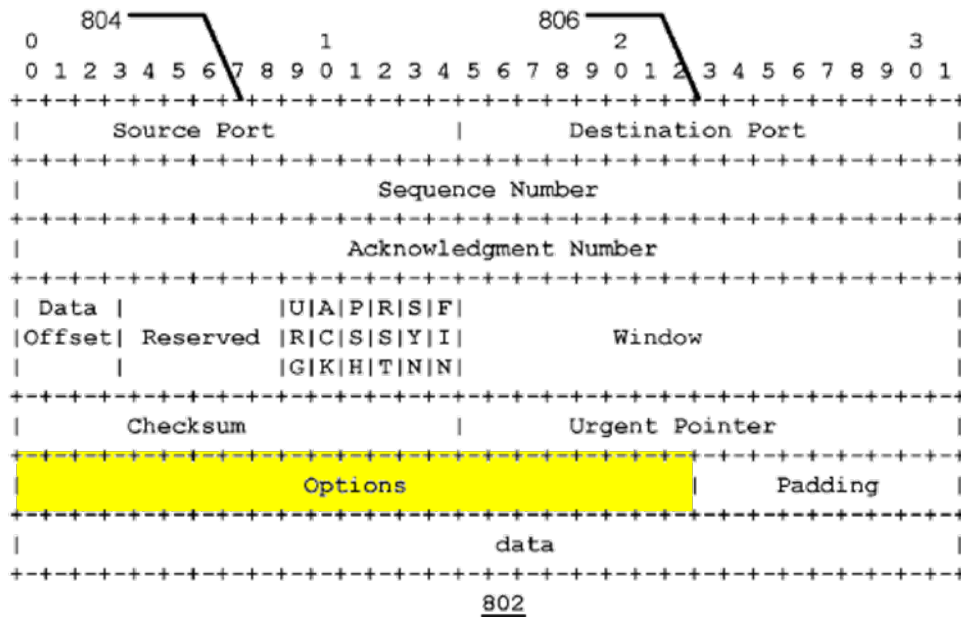 804 806
0 1 2 3
0 1 2 3 4 5 6 7 8 9 0 1 2 3 4 5 6 7 8 9 0 1 2 3 4 5 6 7 8 9 0 1
+-+-+-+-+-+-+-+-+-+-+-+-+-+-+-+-+-+-+-+-+-+-+-+-+-+-+-+-+-+-+-+-+
| Source Port | Destination Port |
+-+-+-+-+-+-+-+-+-+-+-+-+-+-+-+-+-+-+-+-+-+-+-+-+-+-+-+-+-+-+-+-+
| Sequence Number |
+-+-+-+-+-+-+-+-+-+-+-+-+-+-+-+-+-+-+-+-+-+-+-+-+-+-+-+-+-+-+-+-+
| Acknowledgment Number |
+-+-+-+-+-+-+-+-+-+-+-+-+-+-+-+-+-+-+-+-+-+-+-+-+-+-+-+-+-+-+-+-+
| Data | |U|A|P|R|S|F| |
|Offset| Reserved |R|C|S|S|Y|I| Window |
| | |G|K|H|T|N|N| |
+-+-+-+-+-+-+-+-+-+-+-+-+-+-+-+-+-+-+-+-+-+-+-+-+-+-+-+-+-+-+-+-+
| Checksum | Urgent Pointer |
+-+-+-+-+-+-+-+-+-+-+-+-+-+-+-+-+-+-+-+-+-+-+-+-+-+-+-+-+-+-+-+-+
| Options | Padding |
+-+-+-+-+-+-+-+-+-+-+-+-+-+-+-+-+-+-+-+-+-+-+-+-+-+-+-+-+-+-+-+-+
| data |
+-+-+-+-+-+-+-+-+-+-+-+-+-+-+-+-+-+-+-+-+-+-+-+-+-+-+-+-+-+-+-+-+
802